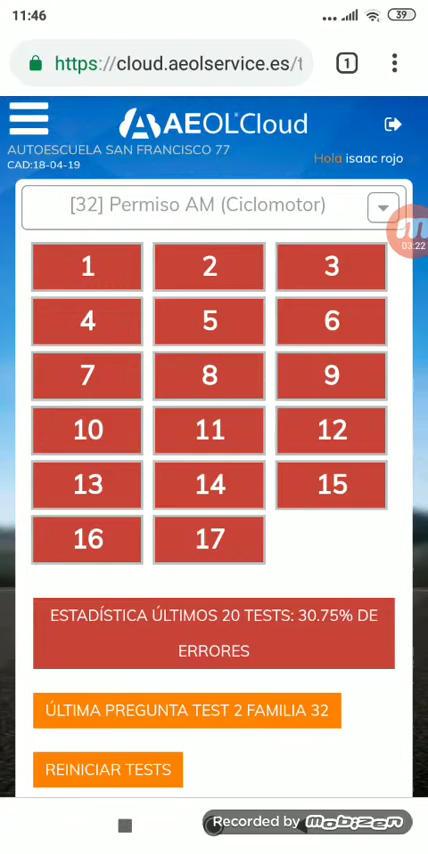 11:46
39
https://cloud.aeolservice.es/t
1
AEOL Cloud
AUTOESCUELA SAN FRANCISCO 77
CAD:18-04-19
Hola isaac rojo
[32] Permiso AM (Ciclomotor)
03:22
1 2 3
4 5 6
7 8 9
10 11 12
13 14 15
16 17
ESTADÍSTICA ÚLTIMOS 20 TESTS: 30.75% DE
ERRORES
ÚLTIMA PREGUNTA TEST 2 FAMILIA 32
REINICIAR TESTS
Recorded by mobizen